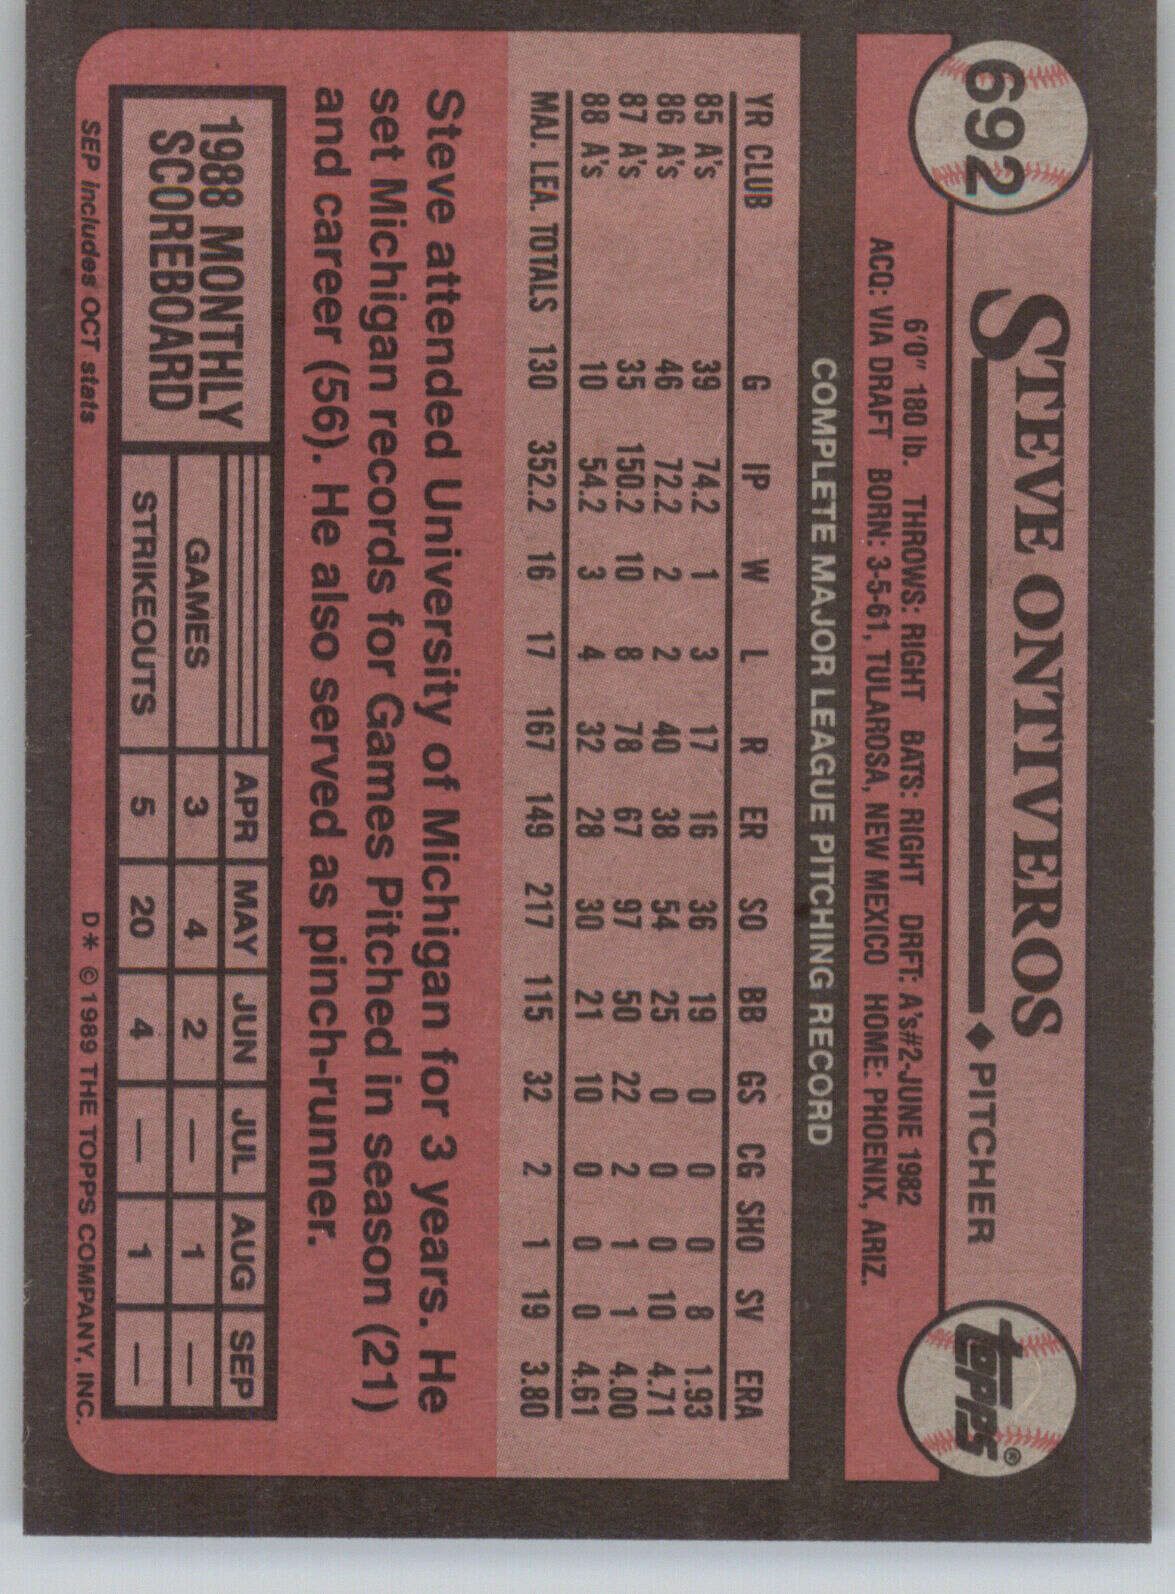 692
STEVE ONTIVEROS ◆ PITCHER
TOPPS®
6'0" 180 lb. THROWS: RIGHT BATS: RIGHT DRFT: A's#2-JUNE 1982
ACQ: VIA DRAFT BORN: 3-5-61, TULAROSA, NEW MEXICO HOME: PHOENIX, ARIZ.
COMPLETE MAJOR LEAGUE PITCHING RECORD
YR CLUB G IP W L R ER SO BB GS CG SHO SV ERA
85 A's 39 74.2 1 3 17 16 36 19 0 0 0 8 1.93
86 A's 46 72.2 2 2 40 38 54 25 0 0 0 10 4.71
87 A's 35 150.2 10 8 78 67 97 50 22 2 1 1 4.00
88 A's 10 54.2 3 4 32 28 30 21 10 0 0 0 4.61
MAJ. LEA. TOTALS 130 352.2 16 17 167 149 217 115 32 2 1 19 3.80
Steve attended University of Michigan for 3 years. He
set Michigan records for Games Pitched in season (21)
and career (56). He also served as pinch-runner.
1988 MONTHLY
SCOREBOARD
APR MAY JUN JUL AUG SEP
GAMES 3 4 2 — 1 —
STRIKEOUTS 5 20 4 — 1 —
SEP Includes OCT stats
D* ©1989 THE TOPPS COMPANY, INC.